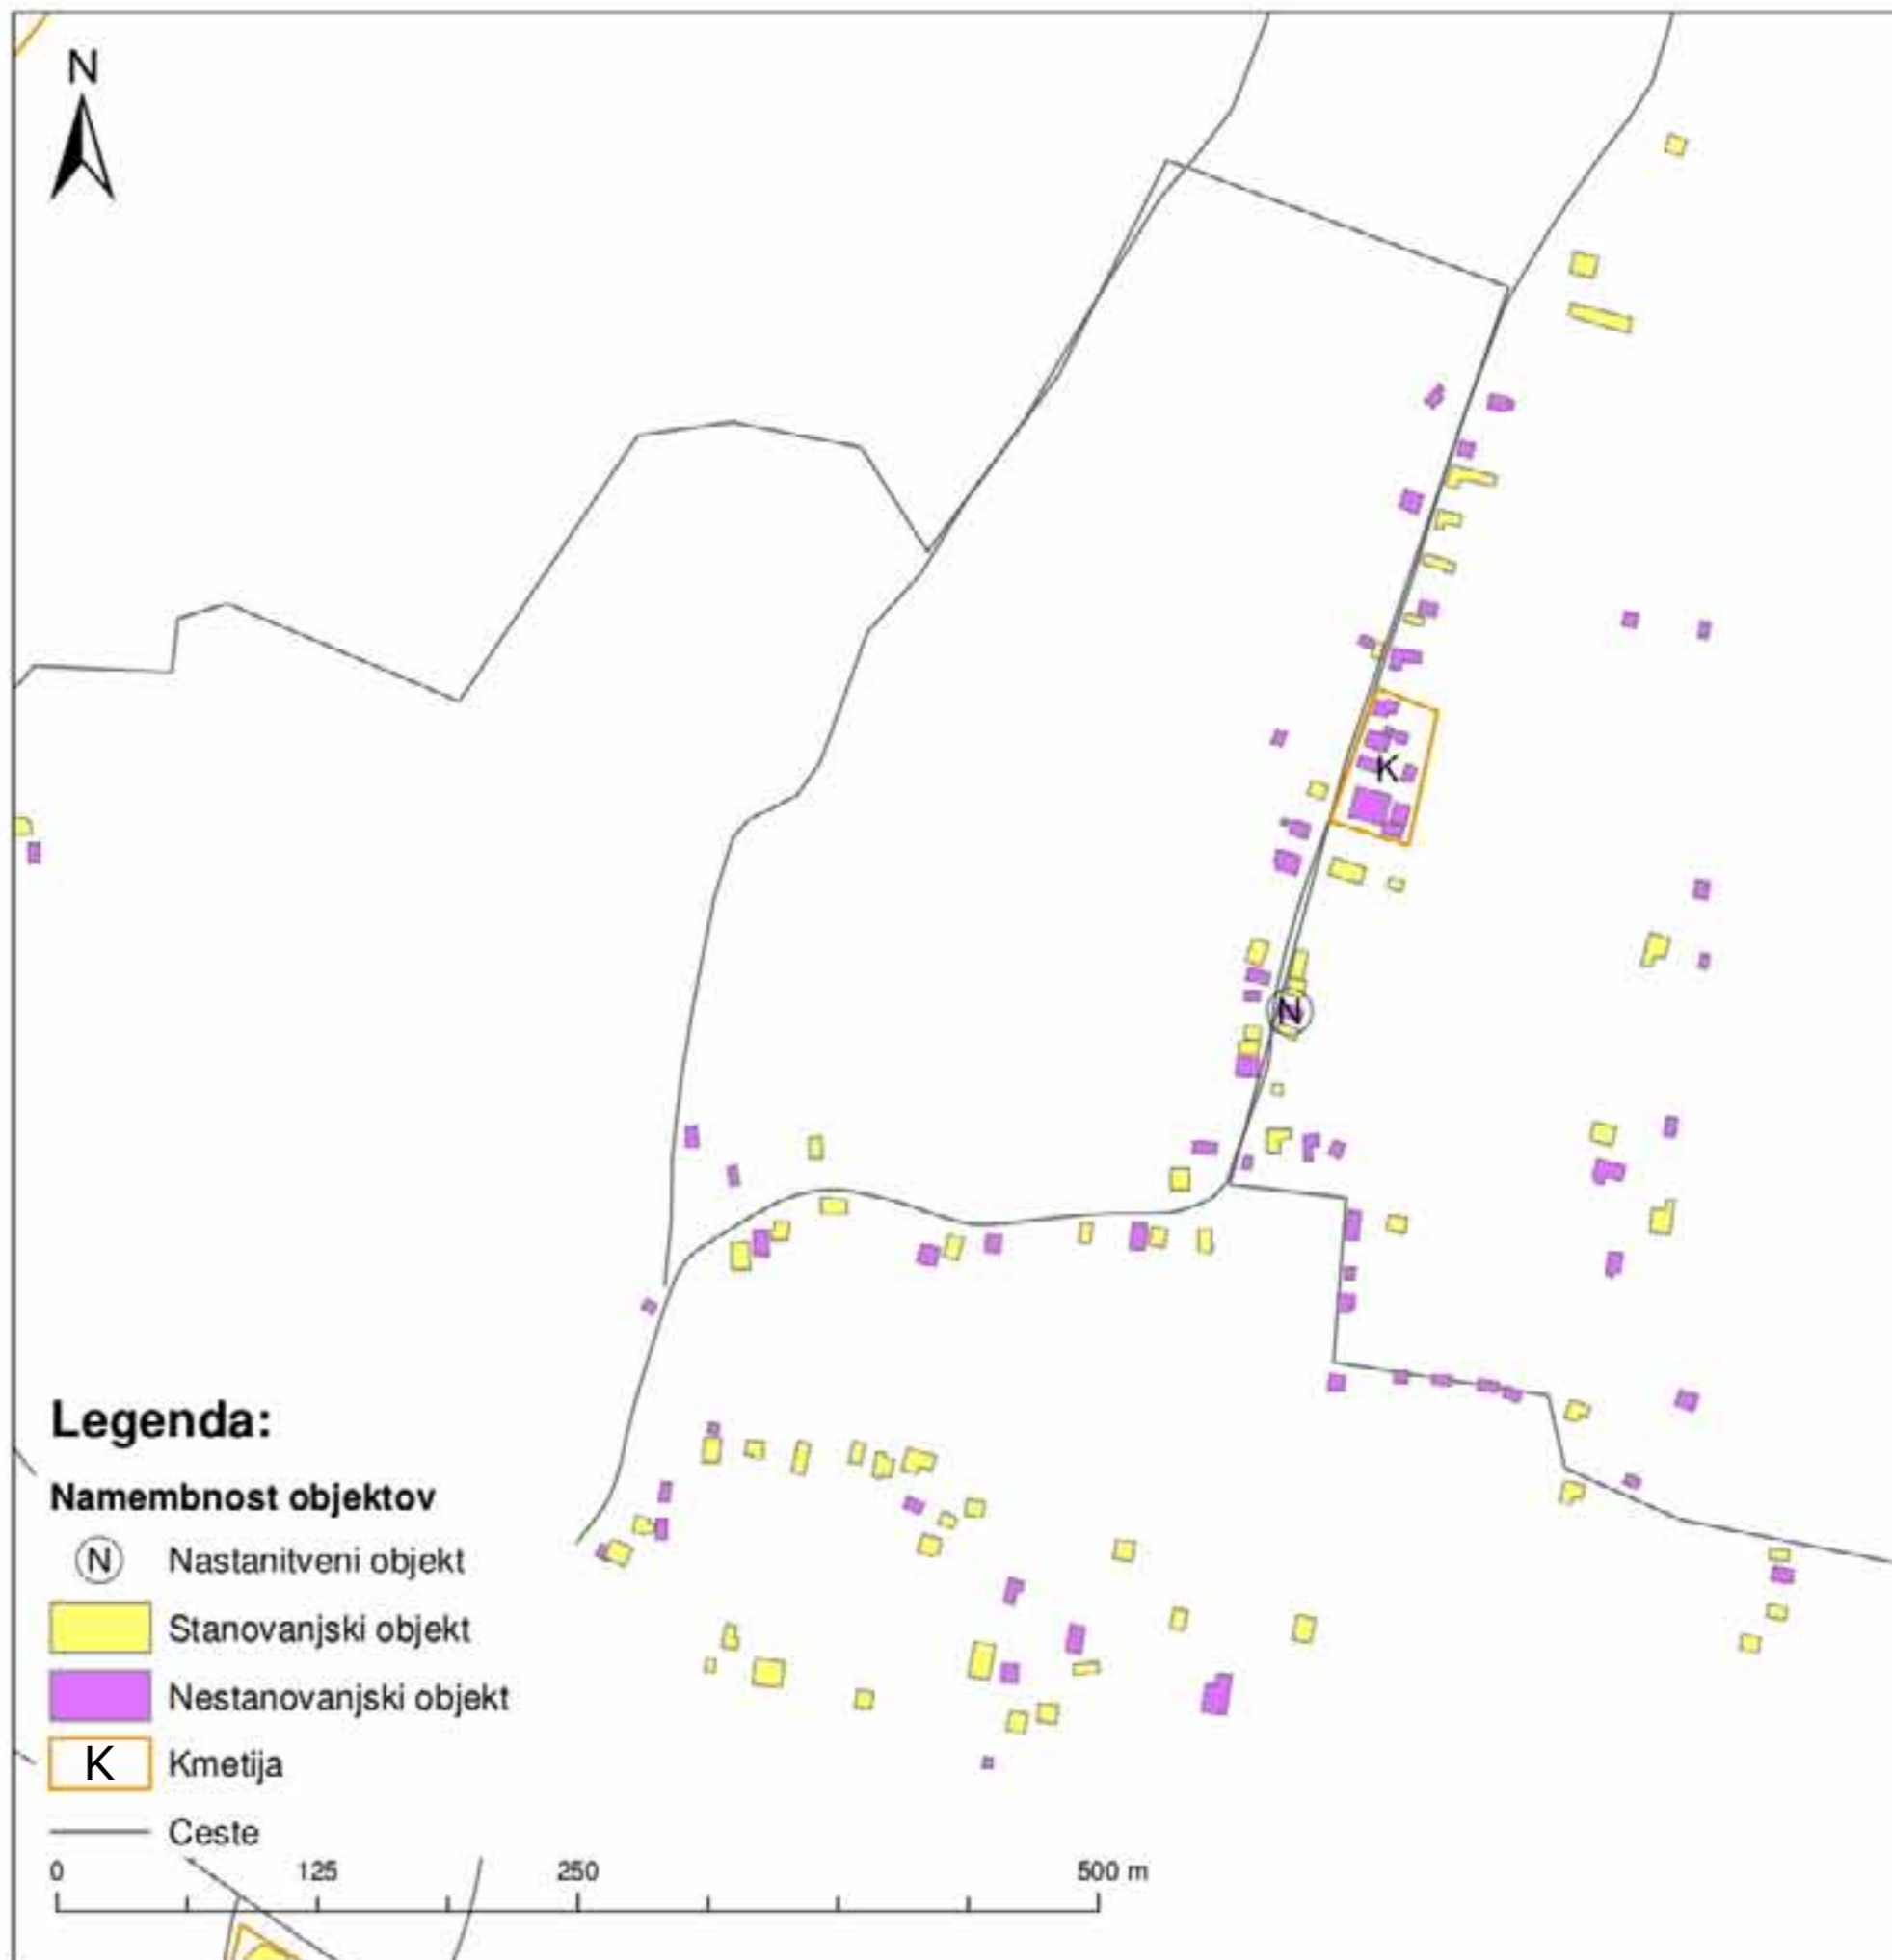 N
K
N
Legenda:
Namembnost objektov
N Nastanitveni objekt
Stanovanjski objekt
Nestanovanjski objekt
K Kmetija
Ceste
0 125 250 500 m